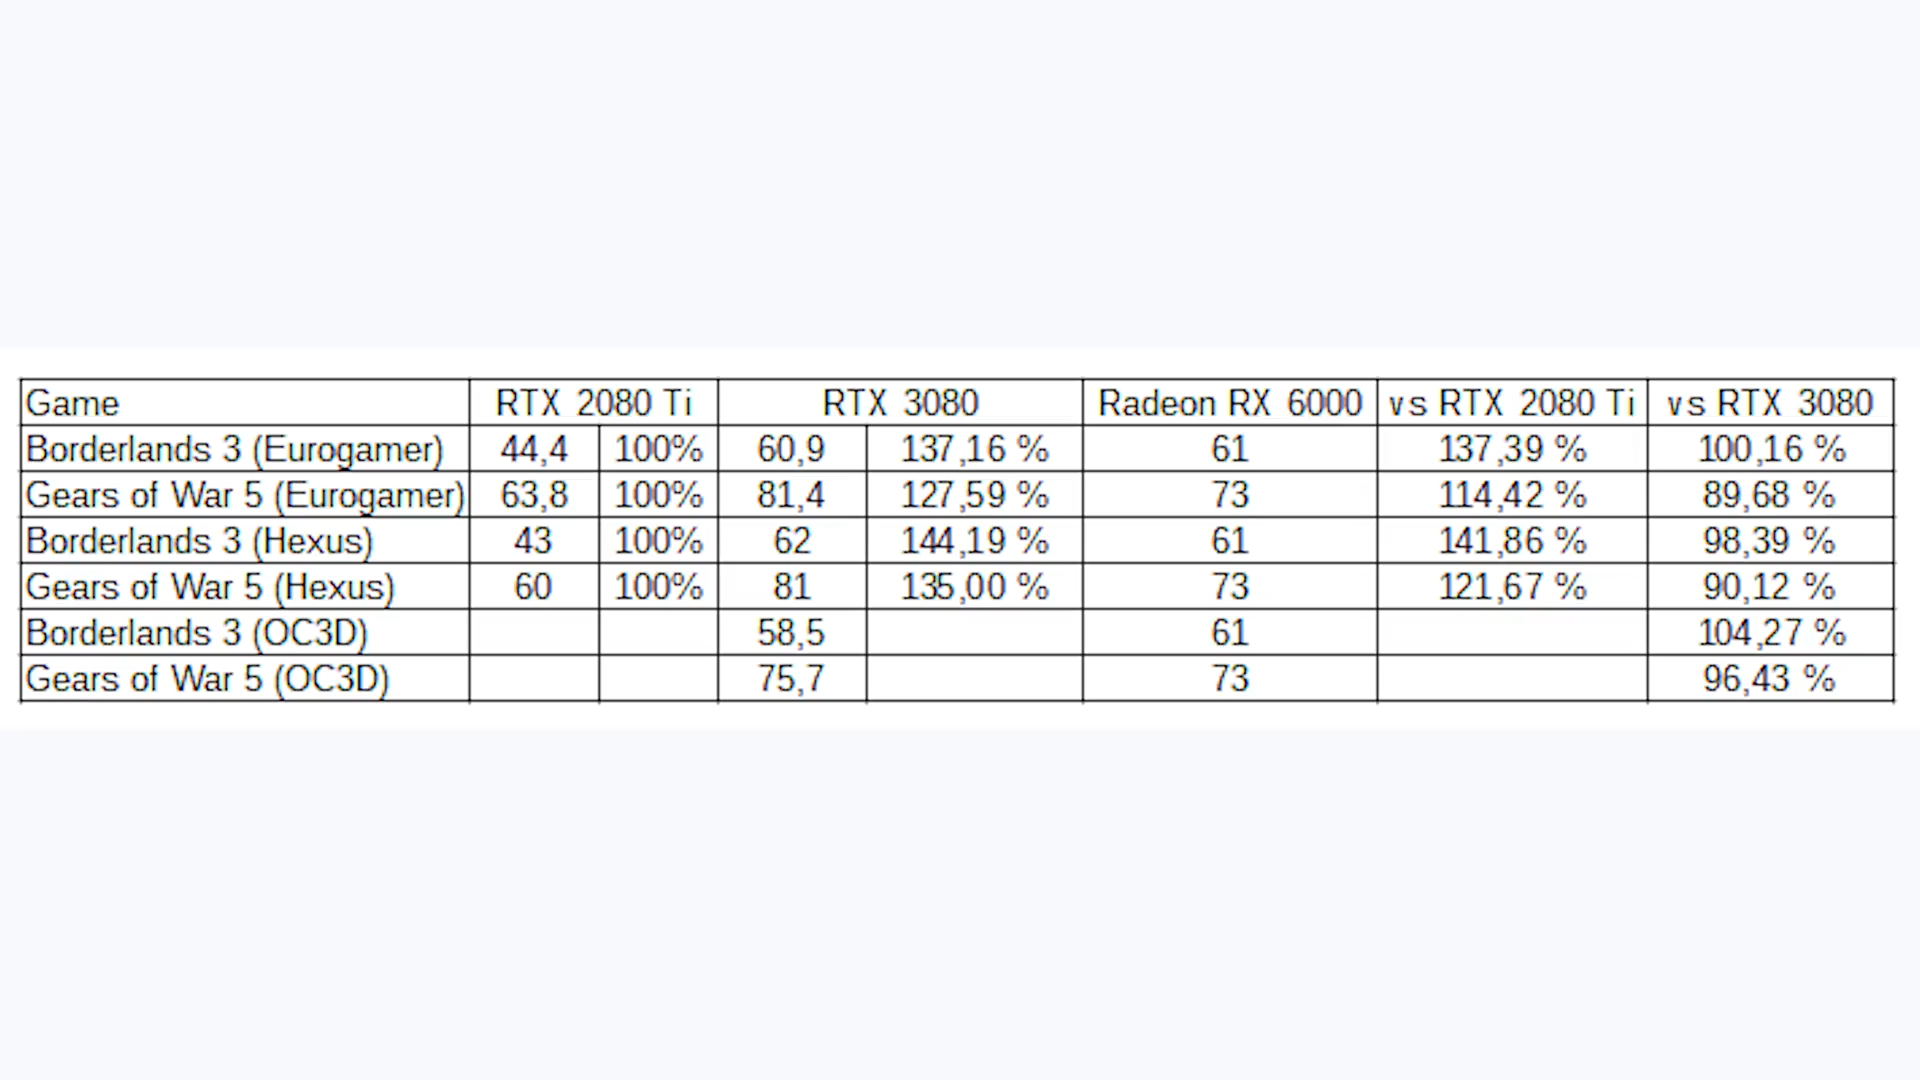 Game RTX 2080 Ti RTX 3080 Radeon RX 6000 vs RTX 2080 Ti vs RTX 3080
Borderlands 3 (Eurogamer) 44,4 100% 60,9 137,16 % 61 137,39 % 100,16 %
Gears of War 5 (Eurogamer) 63,8 100% 81,4 127,59 % 73 114,42 % 89,68 %
Borderlands 3 (Hexus) 43 100% 62 144,19 % 61 141,86 % 98,39 %
Gears of War 5 (Hexus) 60 100% 81 135,00 % 73 121,67 % 90,12 %
Borderlands 3 (OC3D) 58,5 61 104,27 %
Gears of War 5 (OC3D) 75,7 73 96,43 %